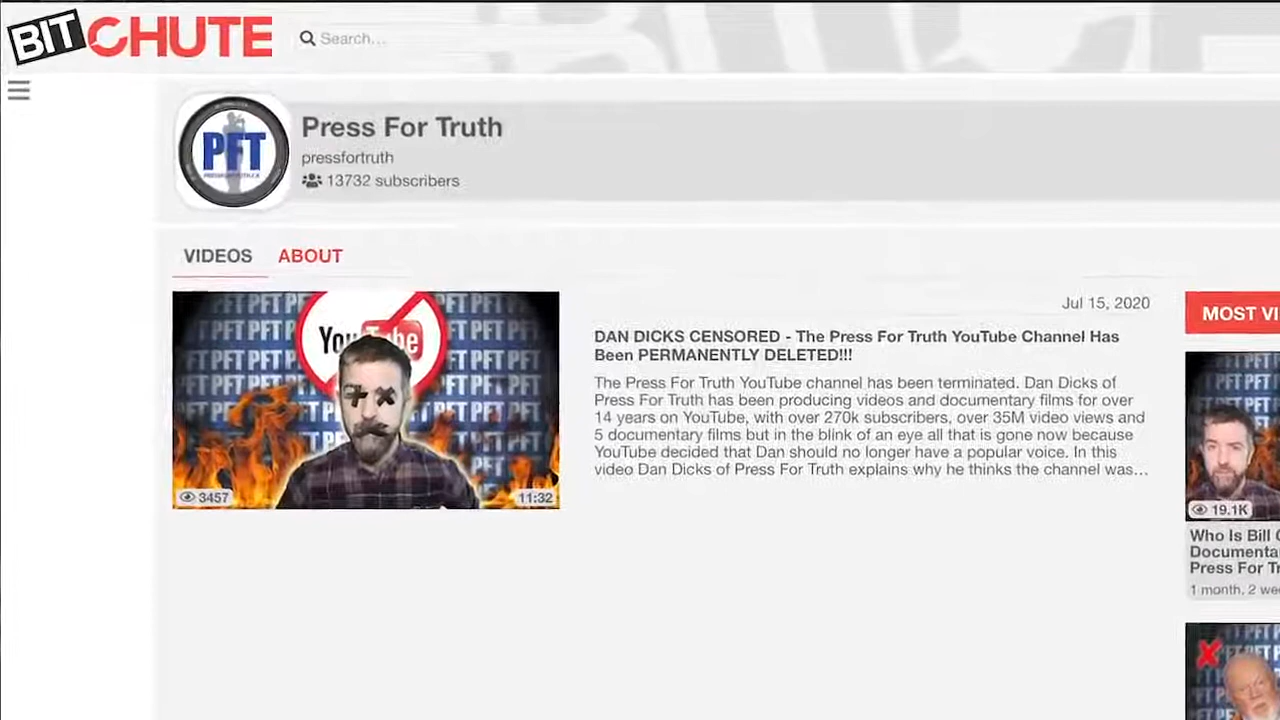 BIT CHUTE
Search...
PFT
Press For Truth
pressfortruth
13732 subscribers
VIDEOS ABOUT
You Tube
3457
11:32
Jul 15, 2020
DAN DICKS CENSORED - The Press For Truth YouTube Channel Has
Been PERMANENTLY DELETED!!!
The Press For Truth YouTube channel has been terminated. Dan Dicks of
Press For Truth has been producing videos and documentary films for over
14 years on YouTube, with over 270k subscribers, over 35M video views and
5 documentary films but in the blink of an eye all that is gone now because
YouTube decided that Dan should no longer have a popular voice. In this
video Dan Dicks of Press For Truth explains why he thinks the channel was...
MOST VI
19.1K
Who Is Bill
Documenta
Press For Tr
1 month, 2 wee